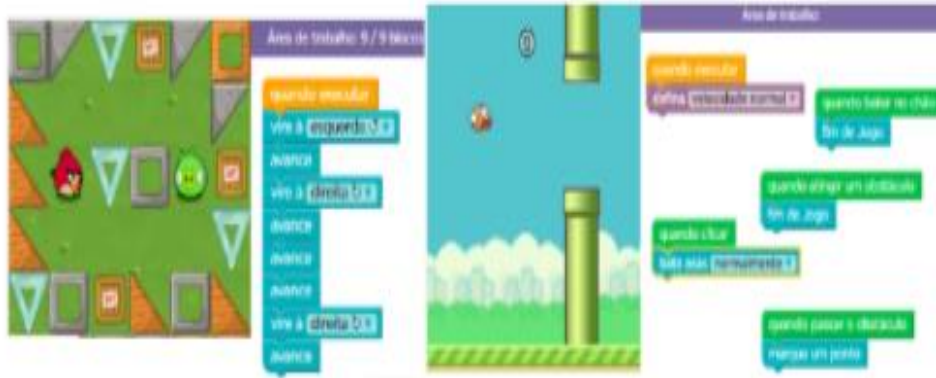 Área de trabalho: 9 / 9 blocos
quando executar
vire à esquerda ↺
avance
vire à direita ↻
avance
avance
avance
vire à direita ↻
avance
0
Área de trabalho
quando executar
defina velocidade normal
quando bater no chão
fim de jogo
quando atingir um obstáculo
fim de jogo
quando clicar
bata asas normalmente
quando passar o obstáculo
marque um ponto